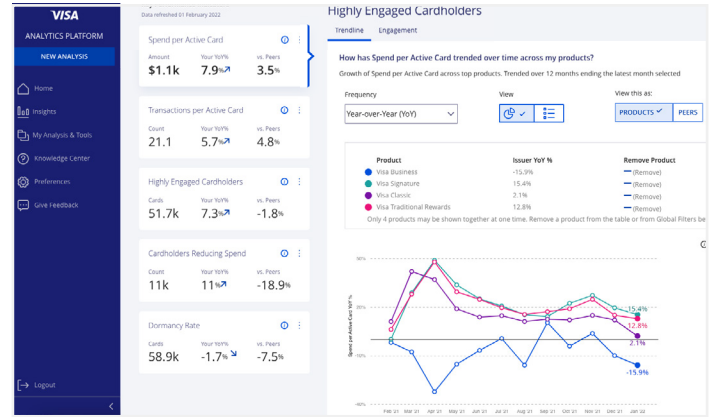 VISA
ANALYTICS PLATFORM
NEW ANALYSIS
Home
Insights
My Analysis & Tools
Knowledge Center
Preferences
Give Feedback
Logout
Data refreshed 01 February 2022
Spend per Active Card
Amount Your YoY% vs. Peers
$1.1k 7.9% 3.5%
Transactions per Active Card
Count Your YoY% vs. Peers
21.1 5.7% 4.8%
Highly Engaged Cardholders
Cards Your YoY% vs. Peers
51.7k 7.3% -1.8%
Cardholders Reducing Spend
Count Your YoY% vs. Peers
11k 11% -18.9%
Dormancy Rate
Cards Your YoY% vs. Peers
58.9k -1.7% -7.5%
Highly Engaged Cardholders
Trendline Engagement
How has Spend per Active Card trended over time across my products?
Growth of Spend per Active Card across top products. Trended over 12 months ending the latest month selected
Frequency View View this as:
Year-over-Year (YoY) PRODUCTS PEERS
Product Issuer YoY % Remove Product
Visa Business -15.9% (Remove)
Visa Signature 15.4% (Remove)
Visa Classic 2.1% (Remove)
Visa Traditional Rewards 12.8% (Remove)
Only 4 products may be shown together at one time. Remove a product from the table or from Global Filters be
Spend per Active Card YoY %
15.4%
12.8%
2.1%
-15.9%
Feb '21 Mar '21 Apr '21 May '21 Jun '21 Jul '21 Aug '21 Sep '21 Oct '21 Nov '21 Dec '21 Jan '22